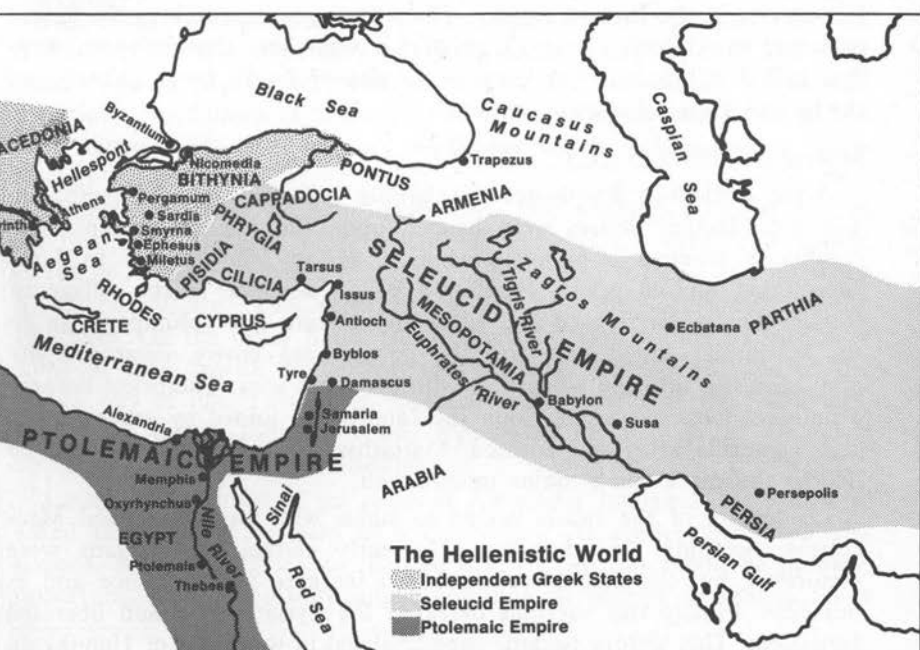 Black Sea
Caucasus
Mountains
Caspian
Sea
ACEDONIA
Byzantium
Hellespont
Nicomedia
BITHYNIA
Trapezus
PONTUS
CAPPADOCIA
ARMENIA
Athens
Pergamum
Sardia
Smyrna
Ephesus
Miletus
PHRYGIA
PISIDIA
CILICIA
Aegean
Sea
RHODES
CRETE
CYPRUS
Tarsus
Issus
Antioch
Byblos
Tyre
Damascus
Samaria
Jerusalem
Mediterranean Sea
SELEUCID
EMPIRE
MESOPOTAMIA
Tigris River
Euphrates River
Zagros Mountains
Ecbatana
PARTHIA
Babylon
Susa
Persepolis
PERSIA
Persian Gulf
ARABIA
Alexandria
PTOLEMAIC EMPIRE
Memphis
Oxyrhynchus
EGYPT
Nile River
Ptolemais
Thebes
Sinai
Red Sea
The Hellenistic World
Independent Greek States
Seleucid Empire
Ptolemaic Empire